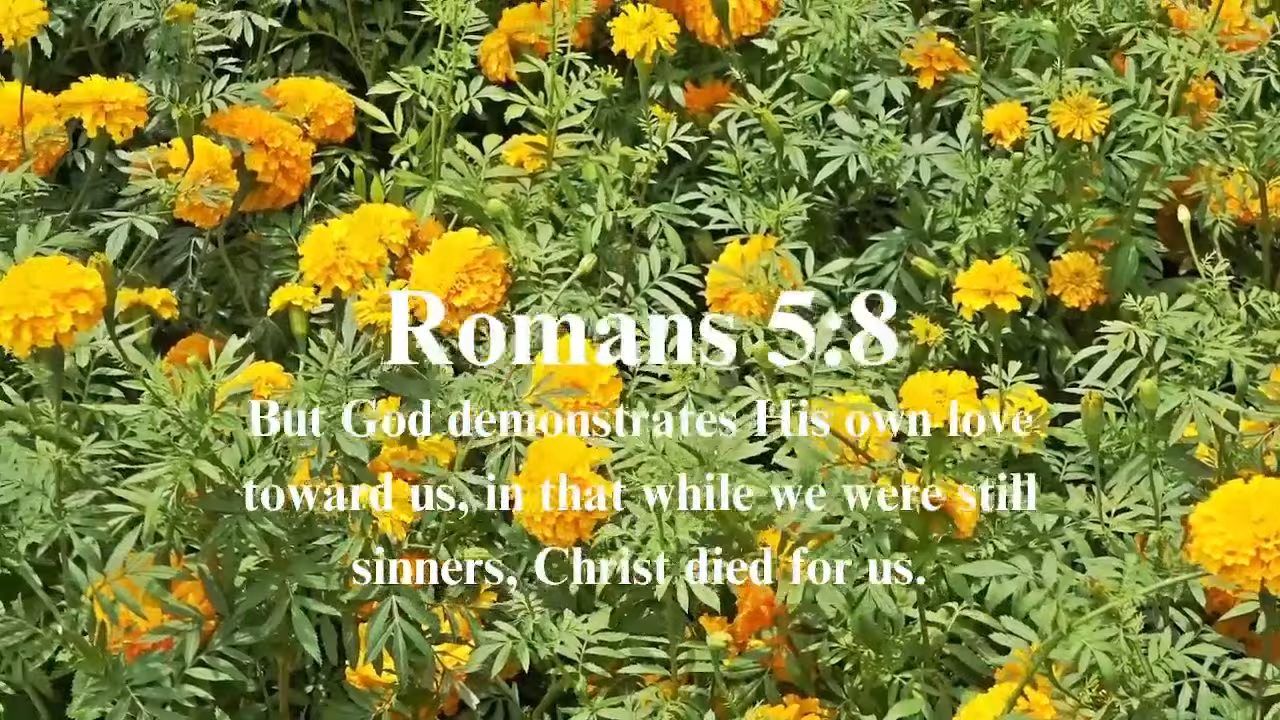 Romans 5:8
But God demonstrates His own love
toward us, in that while we were still
sinners, Christ died for us.